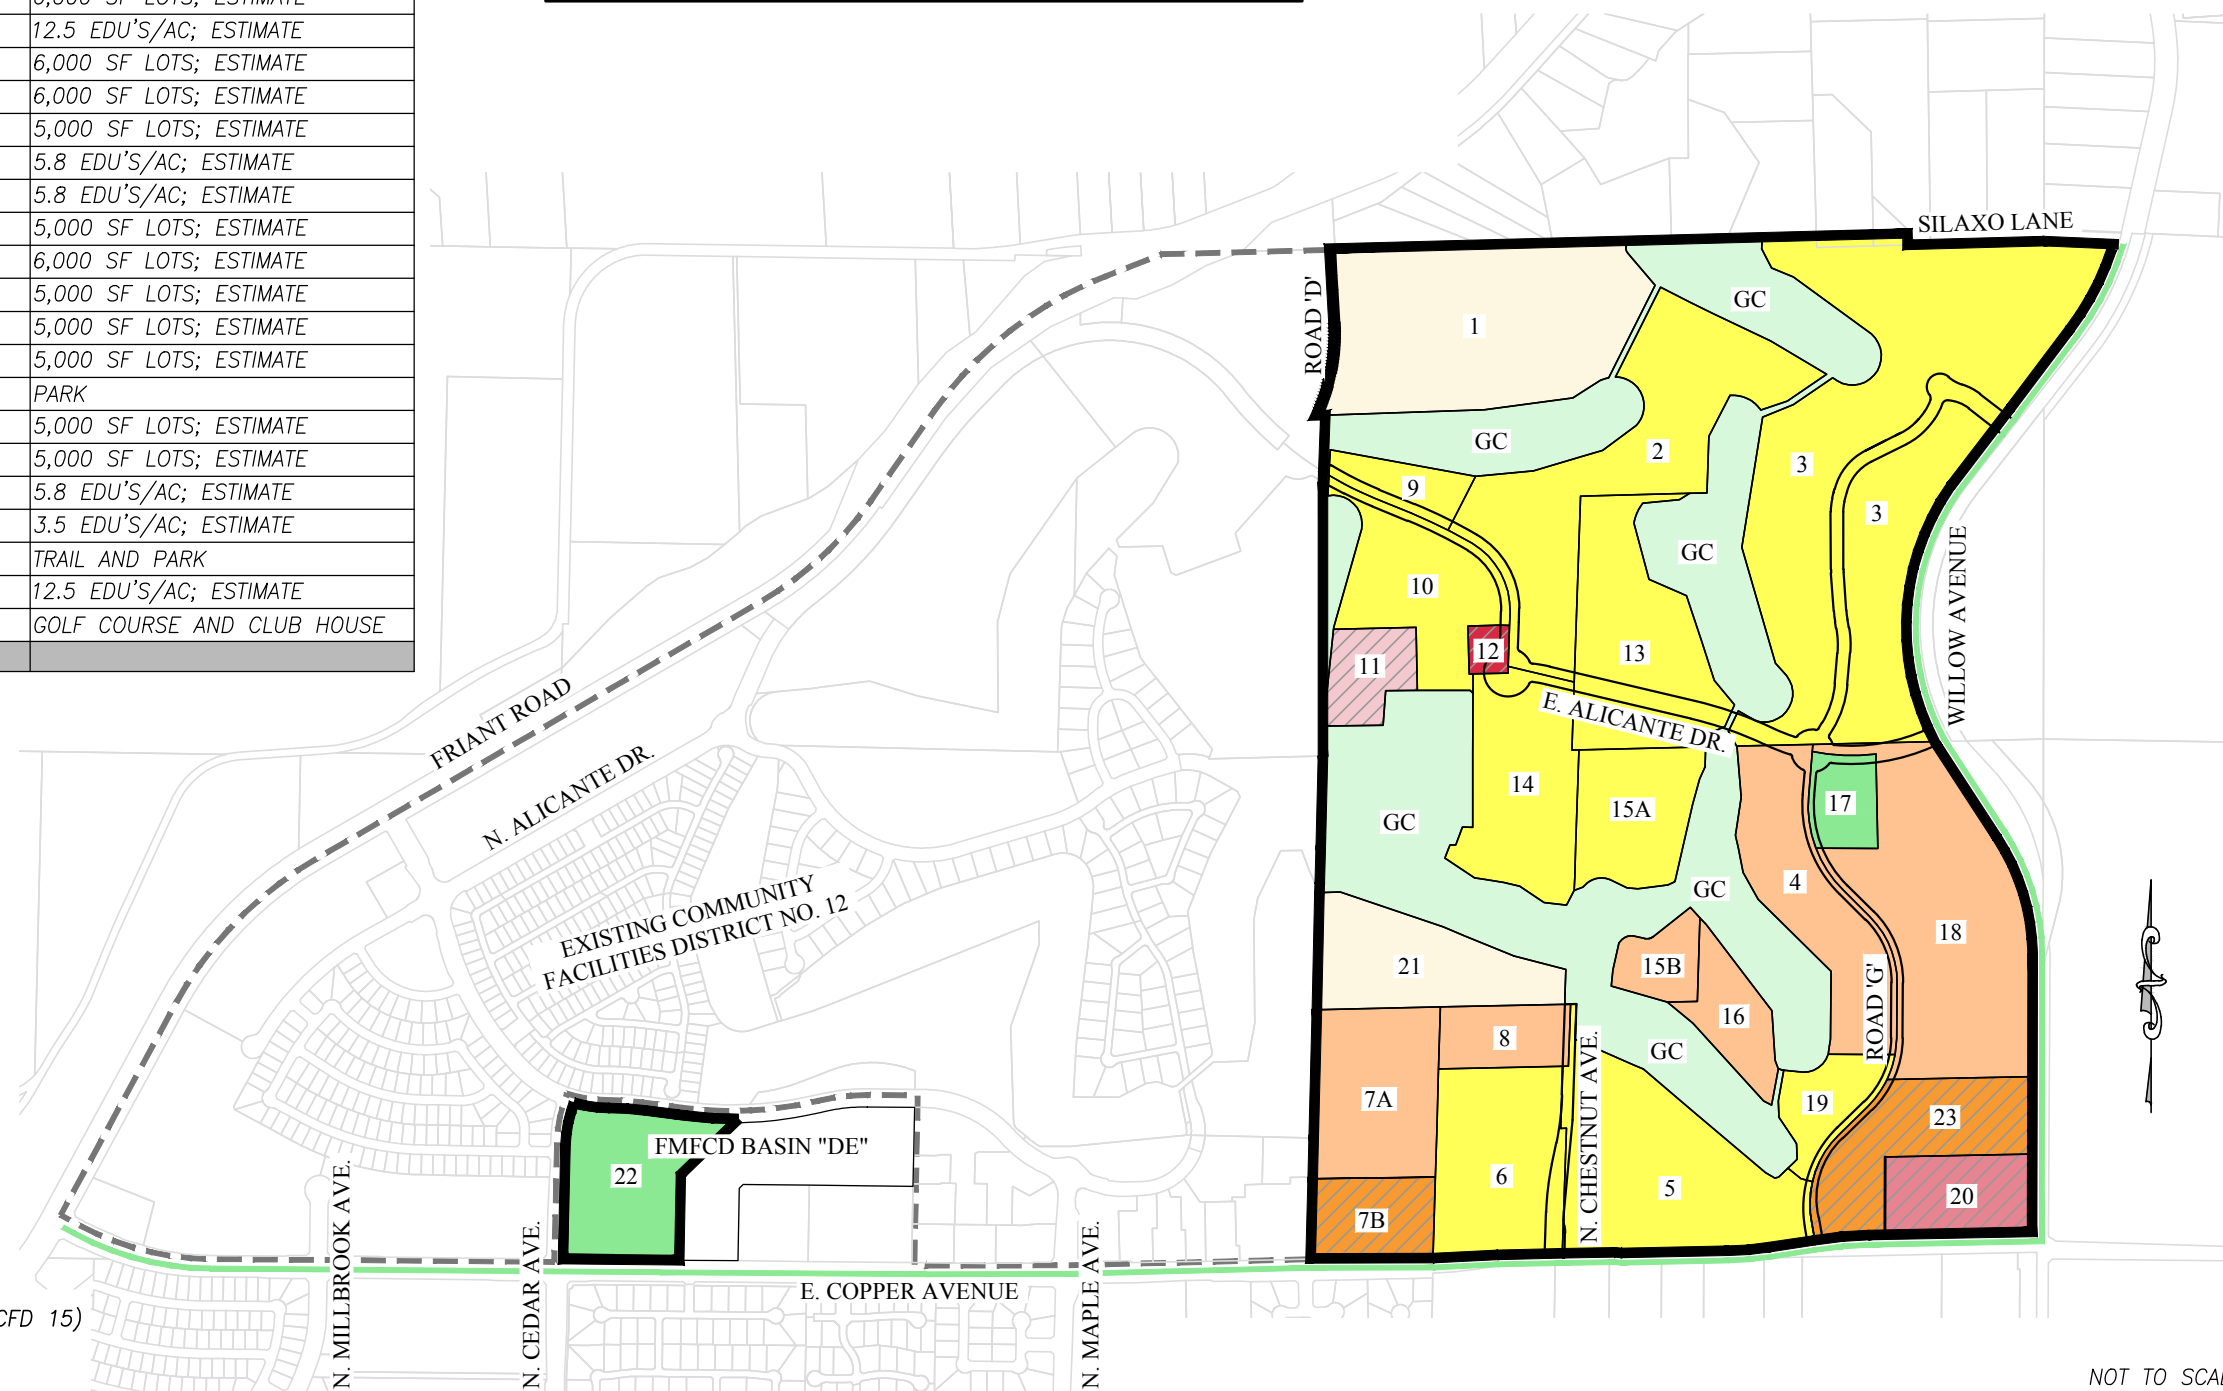 12.5 EDU'S/AC; ESTIMATE
6,000 SF LOTS; ESTIMATE
6,000 SF LOTS; ESTIMATE
5,000 SF LOTS; ESTIMATE
5.8 EDU'S/AC; ESTIMATE
5.8 EDU'S/AC; ESTIMATE
5,000 SF LOTS; ESTIMATE
6,000 SF LOTS; ESTIMATE
5,000 SF LOTS; ESTIMATE
5,000 SF LOTS; ESTIMATE
5,000 SF LOTS; ESTIMATE
PARK
5,000 SF LOTS; ESTIMATE
5,000 SF LOTS; ESTIMATE
5.8 EDU'S/AC; ESTIMATE
3.5 EDU'S/AC; ESTIMATE
TRAIL AND PARK
12.5 EDU'S/AC; ESTIMATE
GOLF COURSE AND CLUB HOUSE
SILAXO LANE
ROAD 'D'
GC
1
GC
2
3
9
3
GC
WILLOW AVENUE
10
12
13
11
E. ALICANTE DR.
FRIANT ROAD
N. ALICANTE DR.
14
15A
17
GC
GC
4
EXISTING COMMUNITY
FACILITIES DISTRICT NO. 12
18
21
15B
ROAD 'G'
16
8
GC
N. CHESTNUT AVE.
7A
19
23
FMFCD BASIN "DE"
22
6
5
20
7B
N. MILLBROOK AVE.
N. CEDAR AVE.
N. MAPLE AVE.
E. COPPER AVENUE
CFD 15)
NOT TO SCALE